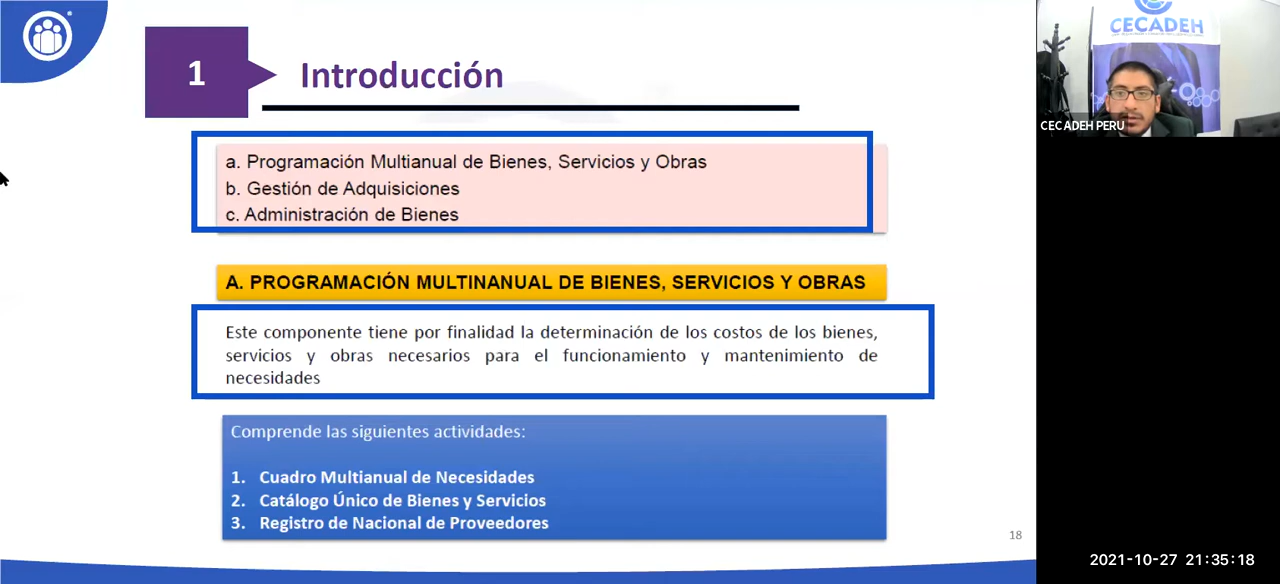 1
Introducción
a. Programación Multianual de Bienes, Servicios y Obras
b. Gestión de Adquisiciones
c. Administración de Bienes
A. PROGRAMACIÓN MULTINANUAL DE BIENES, SERVICIOS Y OBRAS
Este componente tiene por finalidad la determinación de los costos de los bienes,
servicios y obras necesarios para el funcionamiento y mantenimiento de
necesidades
Comprende las siguientes actividades:
1. Cuadro Multianual de Necesidades
2. Catálogo Único de Bienes y Servicios
3. Registro de Nacional de Proveedores
18
CECADEH
CECADEH PERU
2021-10-27 21:35:18